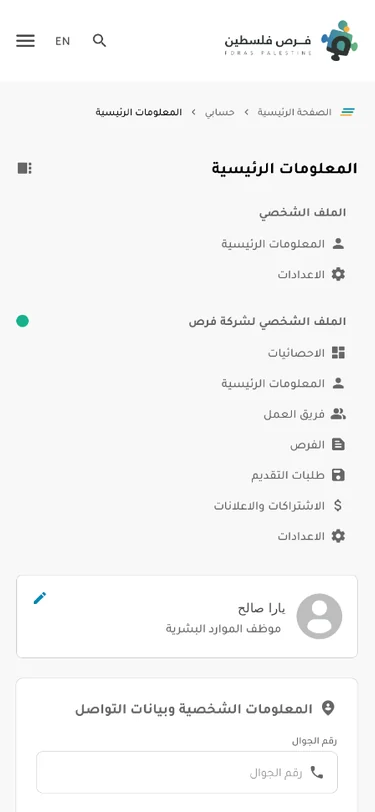 فـرص فلسطين
FORAS PALESTINE
EN
الصفحة الرئيسية › حسابي › المعلومات الرئيسية
المعلومات الرئيسية
الملف الشخصي
المعلومات الرئيسية
الاعدادات
الملف الشخصي لشركة فرص
الاحصائيات
المعلومات الرئيسية
فريق العمل
الفرص
طلبات التقديم
الاشتراكات والاعلانات
الاعدادات
يارا صالح
موظف الموارد البشرية
المعلومات الشخصية وبيانات التواصل
رقم الجوال
رقم الجوال